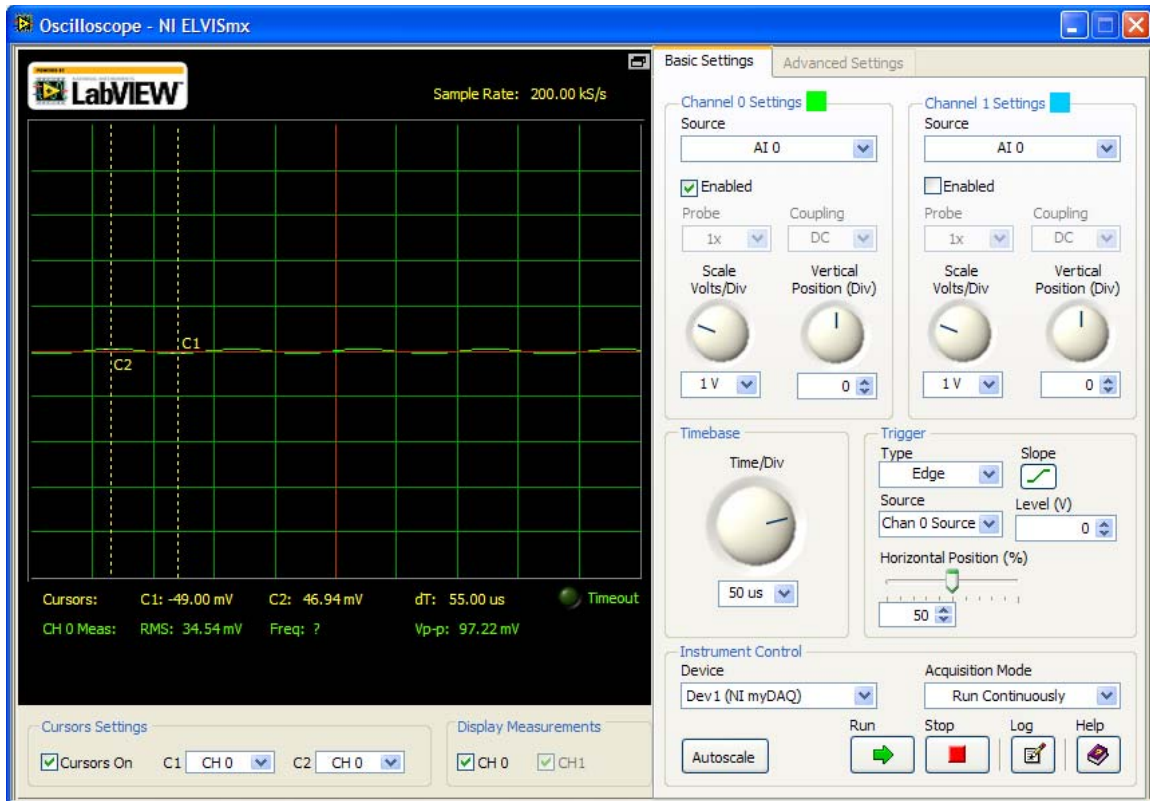 Oscilloscope - NI ELVISmx
POWERED BY
LabVIEW
Sample Rate: 200.00 kS/s
C1
C2
Cursors: C1: -49.00 mV C2: 46.94 mV dT: 55.00 us Timeout
CH 0 Meas: RMS: 34.54 mV Freq: ? Vp-p: 97.22 mV
Cursors Settings
Cursors On C1 CH 0 C2 CH 0
Display Measurements
CH 0 CH1
Basic Settings Advanced Settings
Channel 0 Settings
Source
AI 0
Enabled
Probe Coupling
1x DC
Scale Volts/Div
Vertical Position (Div)
1 V 0
Channel 1 Settings
Source
AI 0
Enabled
Probe Coupling
1x DC
Scale Volts/Div
Vertical Position (Div)
1 V 0
Timebase
Time/Div
50 us
Trigger
Type Slope
Edge
Source Level (V)
Chan 0 Source 0
Horizontal Position (%)
50
Instrument Control
Device Acquisition Mode
Dev1 (NI myDAQ) Run Continuously
Run Stop Log Help
Autoscale